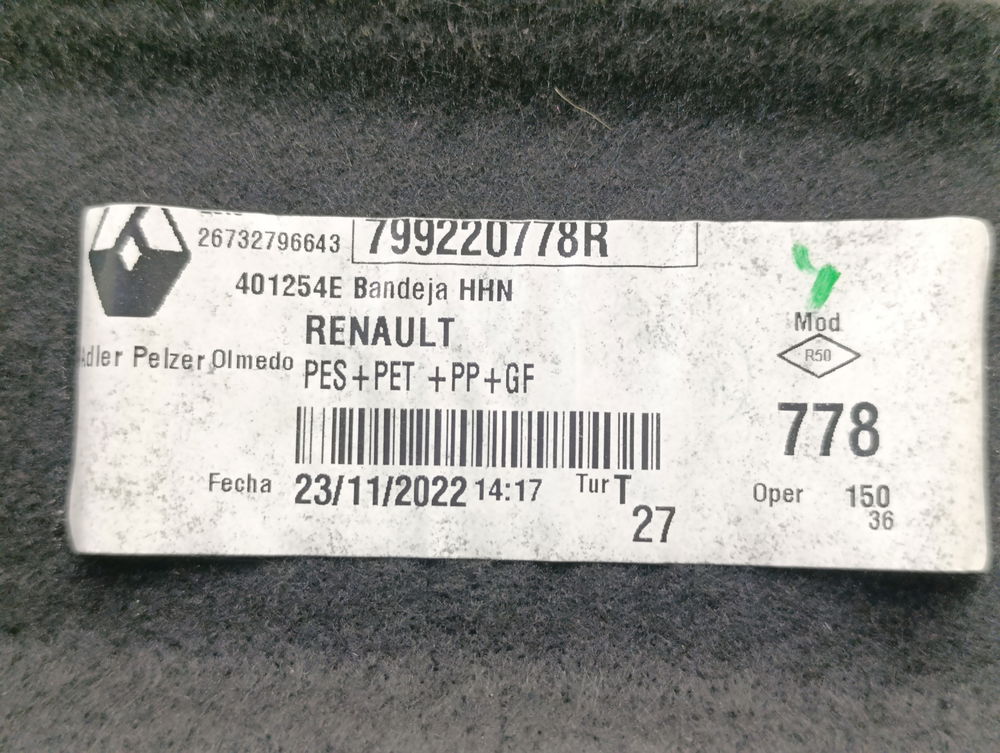 26732796643 799220778R
401254E Bandeja HHN
RENAULT
Adler Pelzer Olmedo
PES+PET +PP+GF
Mod
R50
778
Fecha 23/11/2022 14:17 Tur T
27
Oper 150
36